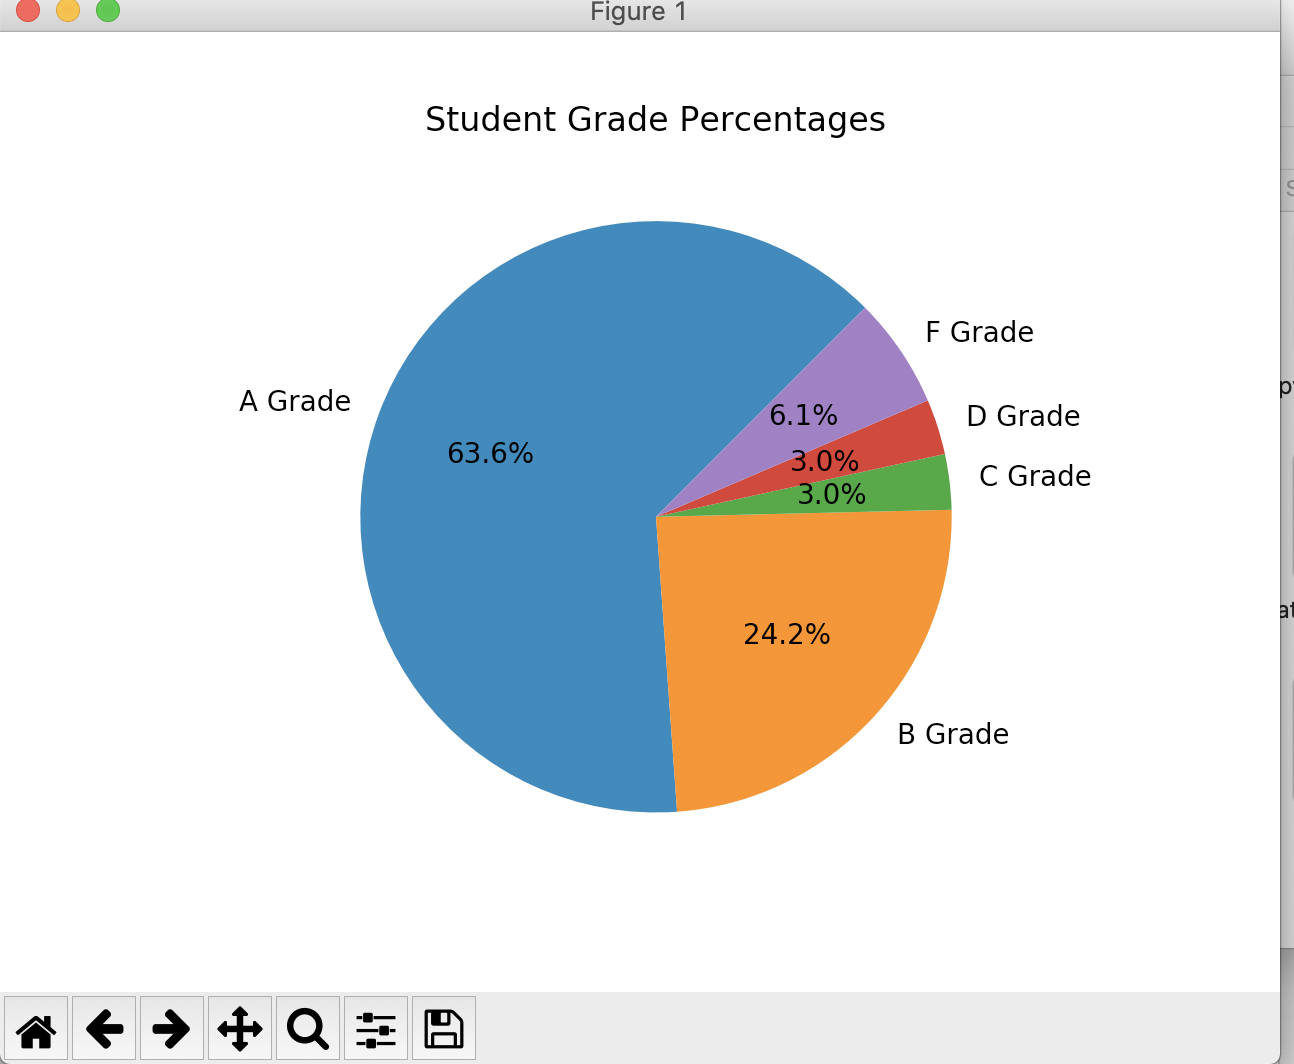 Figure 1
Student Grade Percentages
F Grade
A Grade
D Grade
6.1%
63.6%
3.0%
C Grade
3.0%
24.2%
B Grade